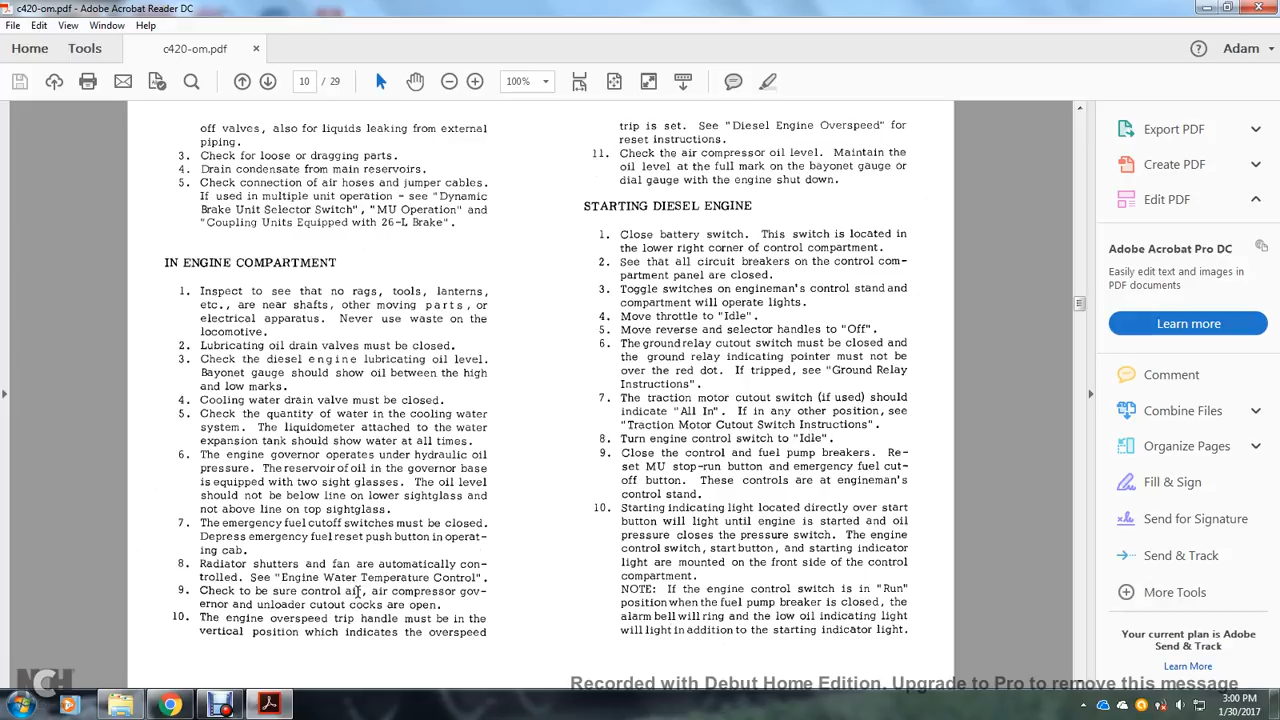 c420-om.pdf - Adobe Acrobat Reader DC
File Edit View Window Help
Home Tools c420-om.pdf × Adam
10 / 29 100%
off valves, also for liquids leaking from external
piping.
3. Check for loose or dragging parts.
4. Drain condensate from main reservoirs.
5. Check connection of air hoses and jumper cables.
If used in multiple unit operation - see "Dynamic
Brake Unit Selector Switch", "MU Operation" and
"Coupling Units Equipped with 26-L Brake".
IN ENGINE COMPARTMENT
1. Inspect to see that no rags, tools, lanterns,
etc., are near shafts, other moving parts, or
electrical apparatus. Never use waste on the
locomotive.
2. Lubricating oil drain valves must be closed.
3. Check the diesel engine lubricating oil level.
Bayonet gauge should show oil between the high
and low marks.
4. Cooling water drain valve must be closed.
5. Check the quantity of water in the cooling water
system. The liquidometer attached to the water
expansion tank should show water at all times.
6. The engine governor operates under hydraulic oil
pressure. The reservoir of oil in the governor base
is equipped with two sight glasses. The oil level
should not be below line on lower sightglass and
not above line on top sightglass.
7. The emergency fuel cutoff switches must be closed.
Depress emergency fuel reset push button in operat-
ing cab.
8. Radiator shutters and fan are automatically con-
trolled. See "Engine Water Temperature Control".
9. Check to be sure control air, air compressor gov-
ernor and unloader cutout cocks are open.
10. The engine overspeed trip handle must be in the
vertical position which indicates the overspeed
trip is set. See "Diesel Engine Overspeed" for
reset instructions.
11. Check the air compressor oil level. Maintain the
oil level at the full mark on the bayonet gauge or
dial gauge with the engine shut down.
STARTING DIESEL ENGINE
1. Close battery switch. This switch is located in
the lower right corner of control compartment.
2. See that all circuit breakers on the control com-
partment panel are closed.
3. Toggle switches on engineman's control stand and
compartment will operate lights.
4. Move throttle to "Idle".
5. Move reverse and selector handles to "Off".
6. The ground relay cutout switch must be closed and
the ground relay indicating pointer must not be
over the red dot. If tripped, see "Ground Relay
Instructions".
7. The traction motor cutout switch (if used) should
indicate "All In". If in any other position, see
"Traction Motor Cutout Switch Instructions".
8. Turn engine control switch to "Idle".
9. Close the control and fuel pump breakers. Re-
set MU stop-run button and emergency fuel cut-
off button. These controls are at engineman's
control stand.
10. Starting indicating light located directly over start
button will light until engine is started and oil
pressure closes the pressure switch. The engine
control switch, start button, and starting indicator
light are mounted on the front side of the control
compartment.
NOTE: If the engine control switch is in "Run"
position when the fuel pump breaker is closed, the
alarm bell will ring and the low oil indicating light
will light in addition to the starting indicator light.
Export PDF
Create PDF
Edit PDF
Adobe Acrobat Pro DC
Easily edit text and images in
PDF documents
Learn more
Comment
Combine Files
Organize Pages
Fill & Sign
Send for Signature
Send & Track
More Tools
Your current plan is Adobe
Send & Track
Learn More
NCH
Recorded with Debut Home Edition. Upgrade to Pro to remove this message
3:00 PM
1/30/2017